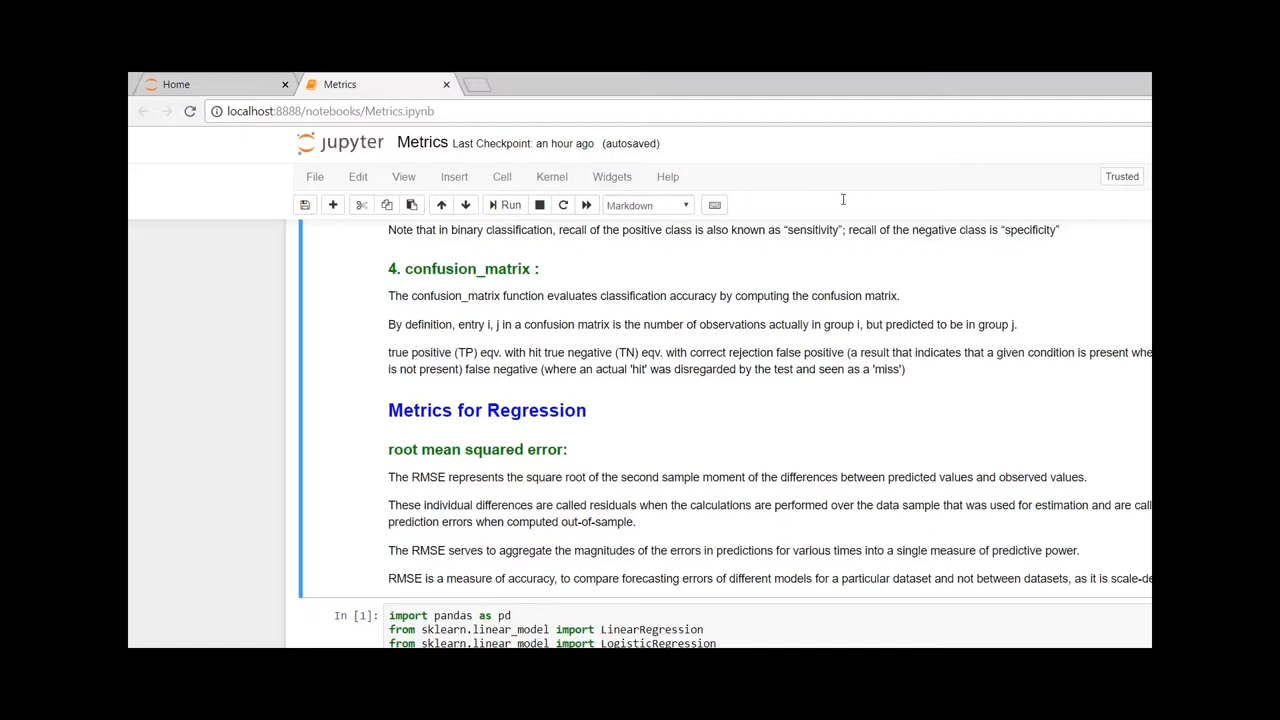 Home
Metrics
localhost:8888/notebooks/Metrics.ipynb
jupyter Metrics Last Checkpoint: an hour ago (autosaved)
File Edit View Insert Cell Kernel Widgets Help Trusted
Run Markdown
Note that in binary classification, recall of the positive class is also known as “sensitivity”; recall of the negative class is “specificity”
4. confusion_matrix :
The confusion_matrix function evaluates classification accuracy by computing the confusion matrix.
By definition, entry i, j in a confusion matrix is the number of observations actually in group i, but predicted to be in group j.
true positive (TP) eqv. with hit true negative (TN) eqv. with correct rejection false positive (a result that indicates that a given condition is present whe
is not present) false negative (where an actual 'hit' was disregarded by the test and seen as a 'miss')
Metrics for Regression
root mean squared error:
The RMSE represents the square root of the second sample moment of the differences between predicted values and observed values.
These individual differences are called residuals when the calculations are performed over the data sample that was used for estimation and are cal
prediction errors when computed out-of-sample.
The RMSE serves to aggregate the magnitudes of the errors in predictions for various times into a single measure of predictive power.
RMSE is a measure of accuracy, to compare forecasting errors of different models for a particular dataset and not between datasets, as it is scale-de
In [1]: import pandas as pd
from sklearn.linear_model import LinearRegression
from sklearn.linear_model import LogisticRegression